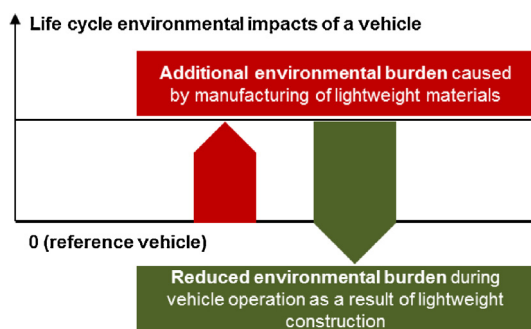 Life cycle environmental impacts of a vehicle
Additional environmental burden caused
by manufacturing of lightweight materials
0 (reference vehicle)
Reduced environmental burden during
vehicle operation as a result of lightweight
construction